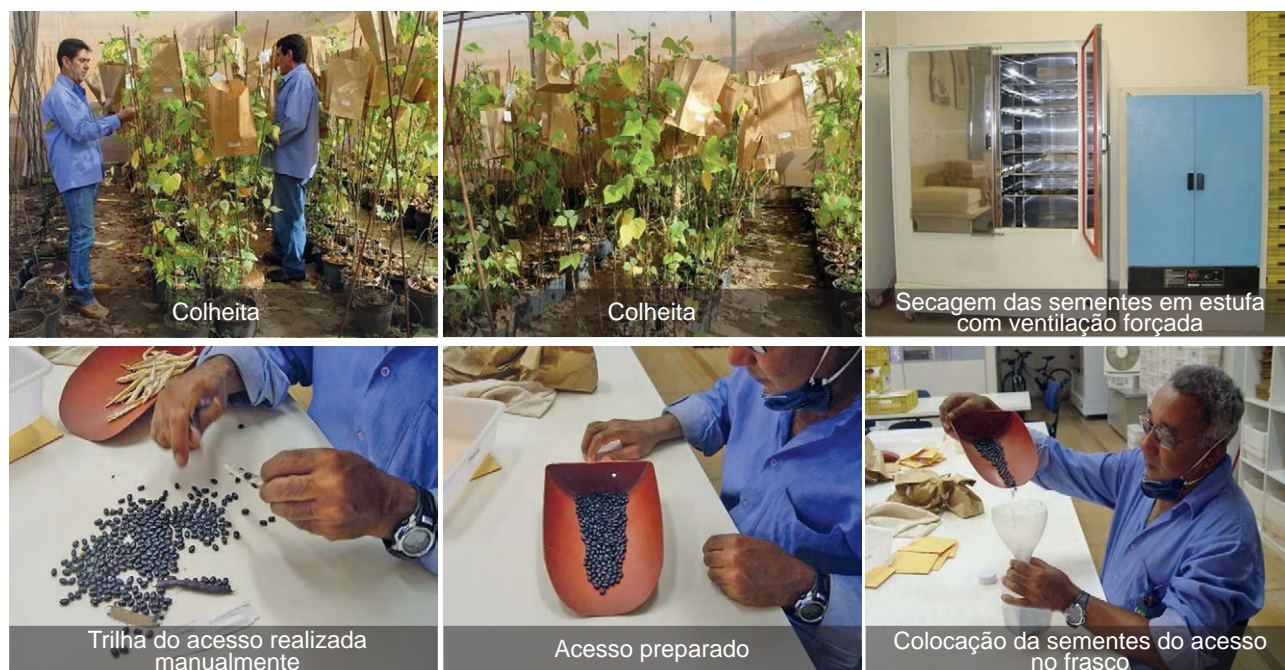 Colheita
Colheita
Secagem das sementes em estufa
com ventilação forçada
Trilha do acesso realizada
manualmente
Acesso preparado
Colocação da sementes do acesso
no frasco